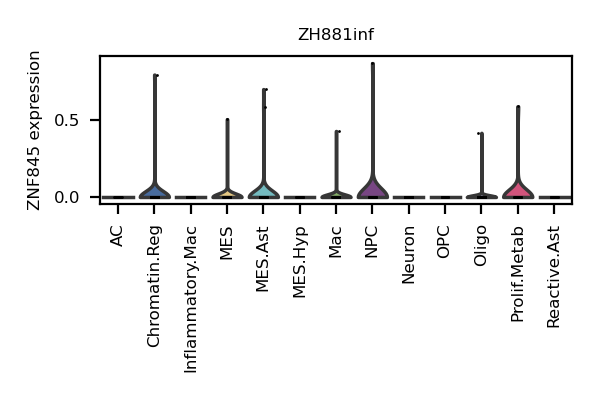 ZH881inf
ZNF845 expression
0.5
0.0
AC
Chromatin.Reg
Inflammatory.Mac
MES
MES.Ast
MES.Hyp
Mac
NPC
Neuron
OPC
Oligo
Prolif.Metab
Reactive.Ast